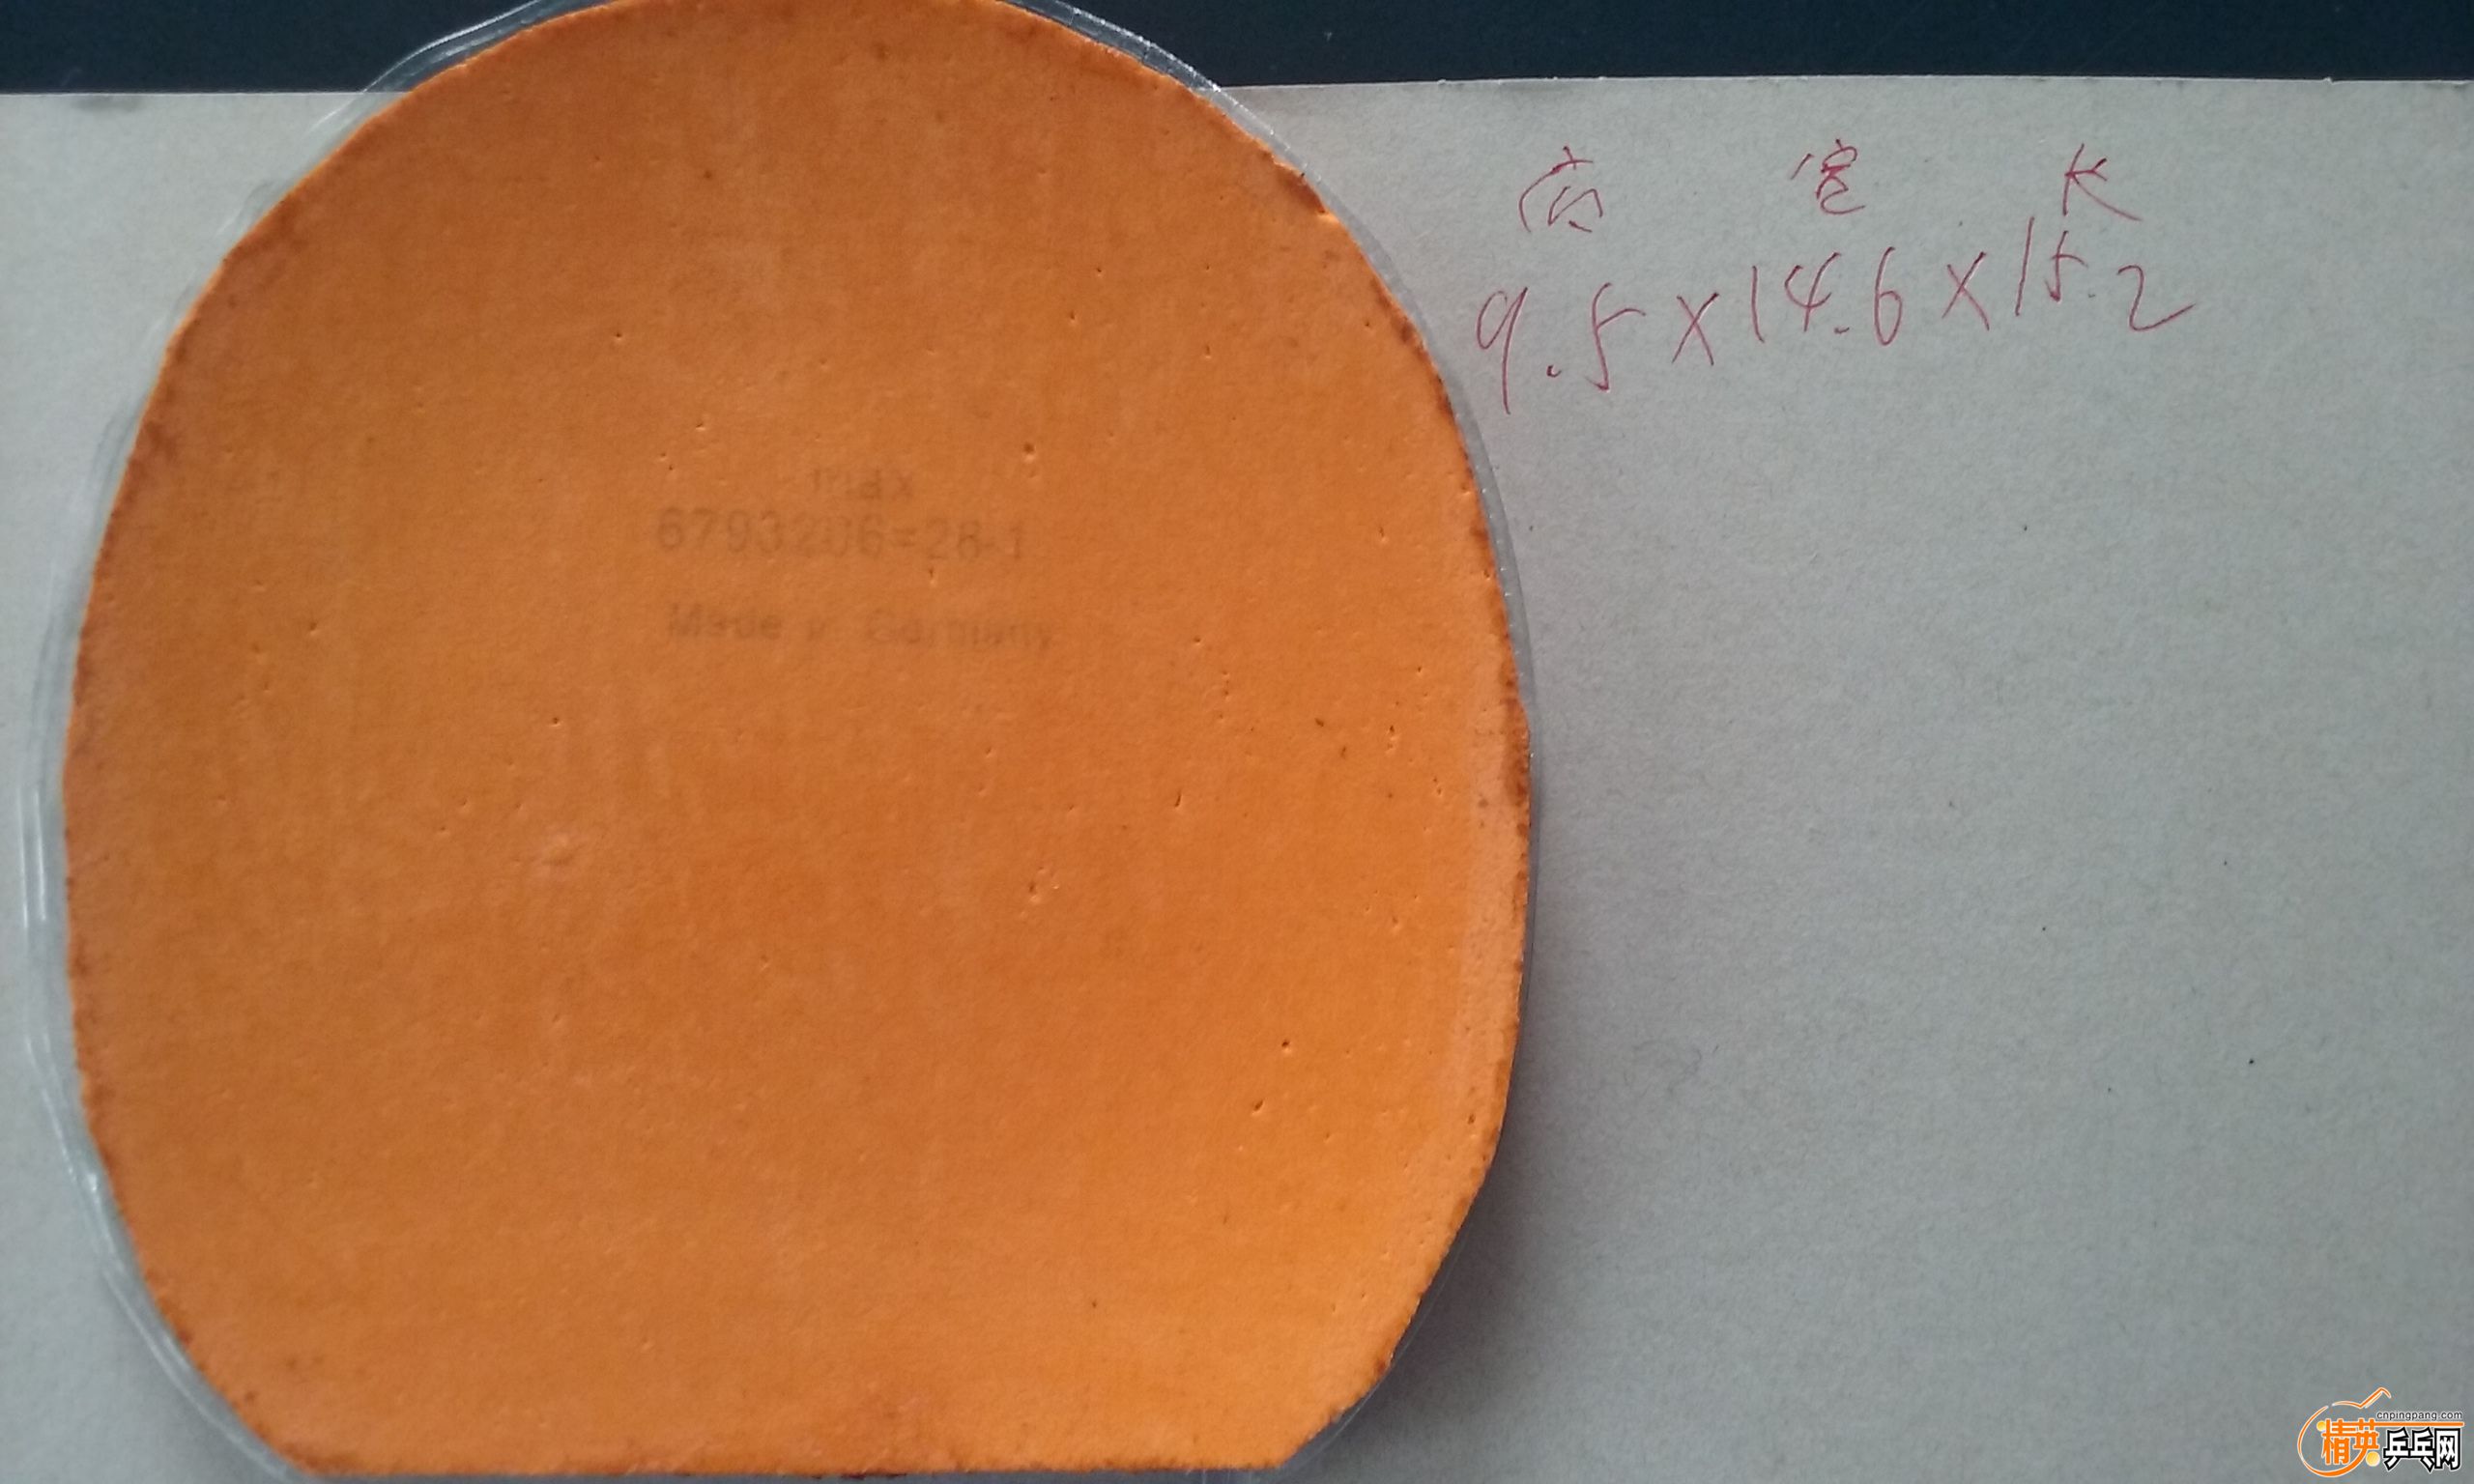 高 宽 长
9.5×14.6×15.2
max
6793206=28-1
Made in Germany
cnpingpang.com
精英乒乓网